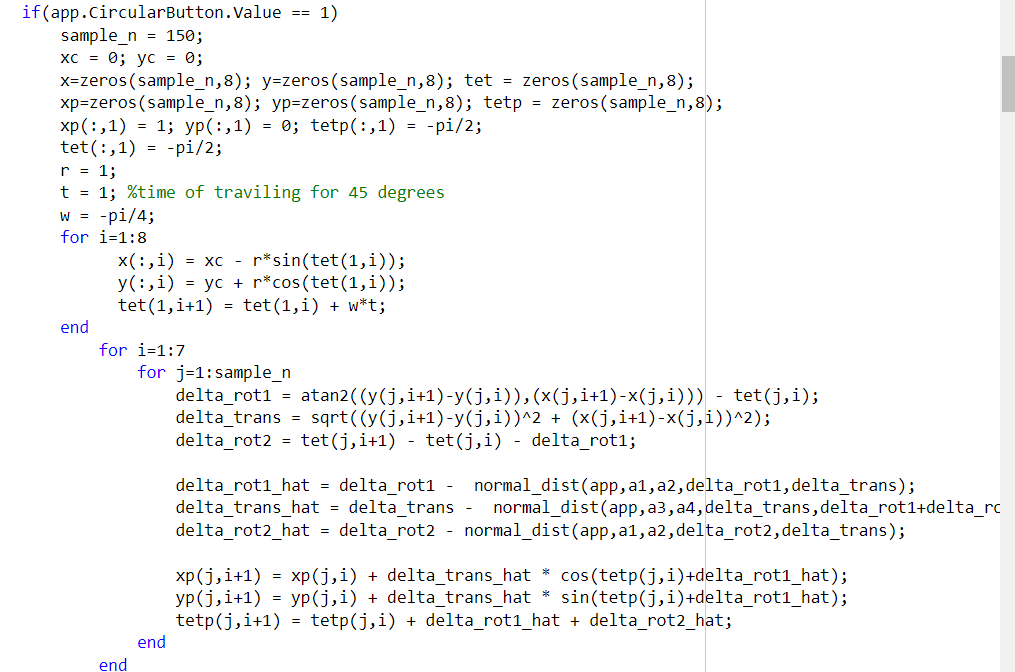 if(app.CircularButton.Value == 1)
sample_n = 150;
xc = 0; yc = 0;
x=zeros(sample_n,8); y=zeros(sample_n,8); tet = zeros(sample_n,8);
xp=zeros(sample_n,8); yp=zeros(sample_n,8); tetp = zeros(sample_n,8);
xp(:,1) = 1; yp(:,1) = 0; tetp(:,1) = -pi/2;
tet(:,1) = -pi/2;
r = 1;
t = 1; %time of traviling for 45 degrees
w = -pi/4;
for i=1:8
x(:,i) = xc - r*sin(tet(1,i));
y(:,i) = yc + r*cos(tet(1,i));
tet(1,i+1) = tet(1,i) + w*t;
end
for i=1:7
for j=1:sample_n
delta_rot1 = atan2((y(j,i+1)-y(j,i)),(x(j,i+1)-x(j,i))) - tet(j,i);
delta_trans = sqrt((y(j,i+1)-y(j,i))^2 + (x(j,i+1)-x(j,i))^2);
delta_rot2 = tet(j,i+1) - tet(j,i) - delta_rot1;
delta_rot1_hat = delta_rot1 -  normal_dist(app,a1,a2,delta_rot1,delta_trans);
delta_trans_hat = delta_trans -  normal_dist(app,a3,a4,delta_trans,delta_rot1+delta_ro
delta_rot2_hat = delta_rot2 - normal_dist(app,a1,a2,delta_rot2,delta_trans);
xp(j,i+1) = xp(j,i) + delta_trans_hat * cos(tetp(j,i)+delta_rot1_hat);
yp(j,i+1) = yp(j,i) + delta_trans_hat * sin(tetp(j,i)+delta_rot1_hat);
tetp(j,i+1) = tetp(j,i) + delta_rot1_hat + delta_rot2_hat;
end
end